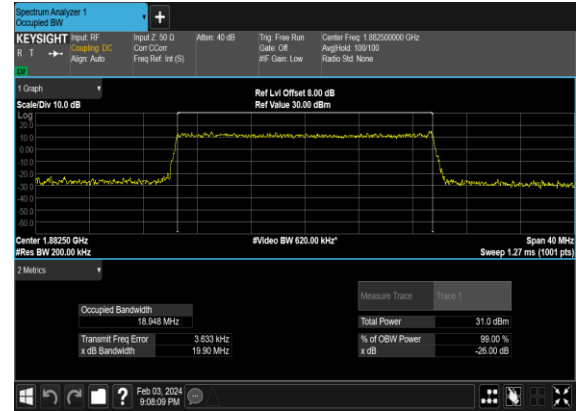 Spectrum Analyzer 1
Occupied BW
+
KEYSIGHT Input: RF Input Z: 50 Ω Atten: 40 dB Trig: Free Run Center Freq: 1.882500000 GHz
R T Coupling: DC Corr CCorr Gate: Off Avg|Hold: 100/100
Align: Auto Freq Ref: Int (S) #IF Gain: Low Radio Std: None
LV
1 Graph Ref Lvl Offset 8.00 dB
Scale/Div 10.0 dB Ref Value 30.00 dBm
Log
20.0
10.0
0.00
-10.0
-20.0
-30.0
-40.0
-50.0
-60.0
Center 1.88250 GHz #Video BW 620.00 kHz* Span 40 MHz
#Res BW 200.00 kHz Sweep 1.27 ms (1001 pts)
2 Metrics
Measure Trace Trace 1
Occupied Bandwidth
18.948 MHz Total Power 31.0 dBm
Transmit Freq Error 3.633 kHz % of OBW Power 99.00 %
x dB Bandwidth 19.90 MHz x dB -26.00 dB
? Feb 03, 2024
9:08:09 PM